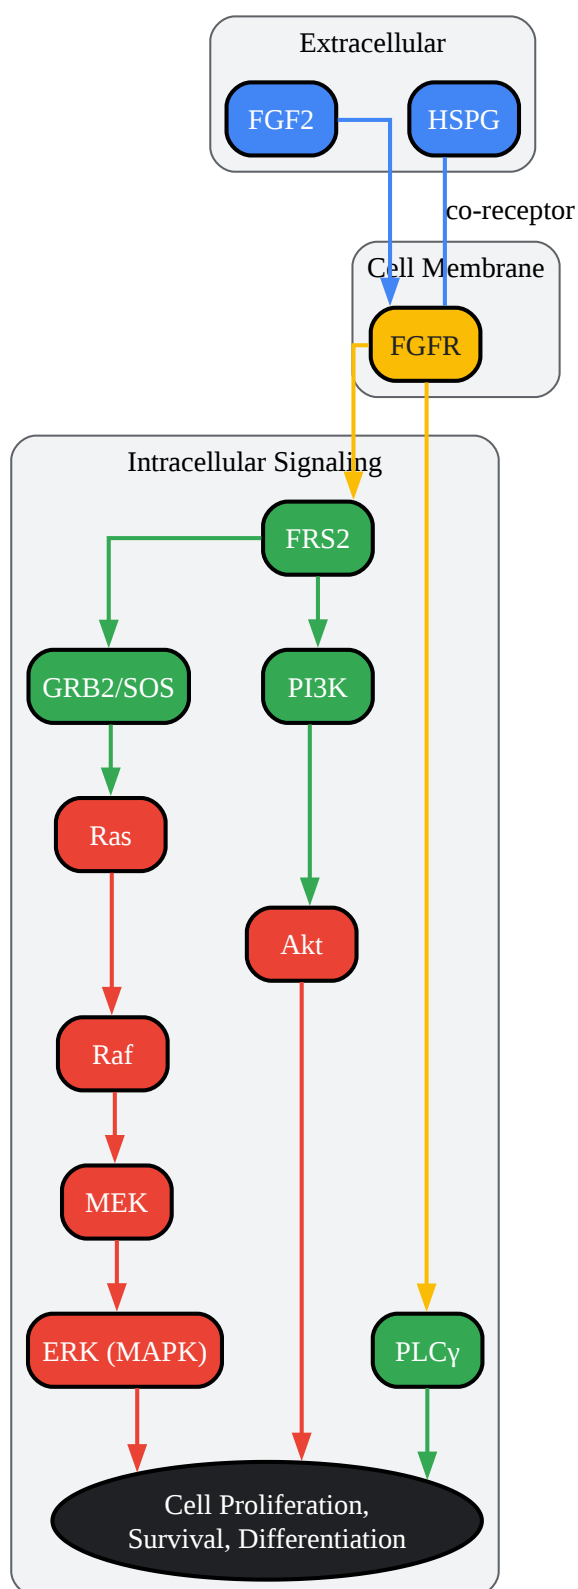 Extracellular
FGF2
HSPG
co-receptor
Cell Membrane
FGFR
Intracellular Signaling
FRS2
GRB2/SOS
PI3K
Ras
Akt
Raf
MEK
ERK (MAPK)
PLCγ
Cell Proliferation,
Survival, Differentiation